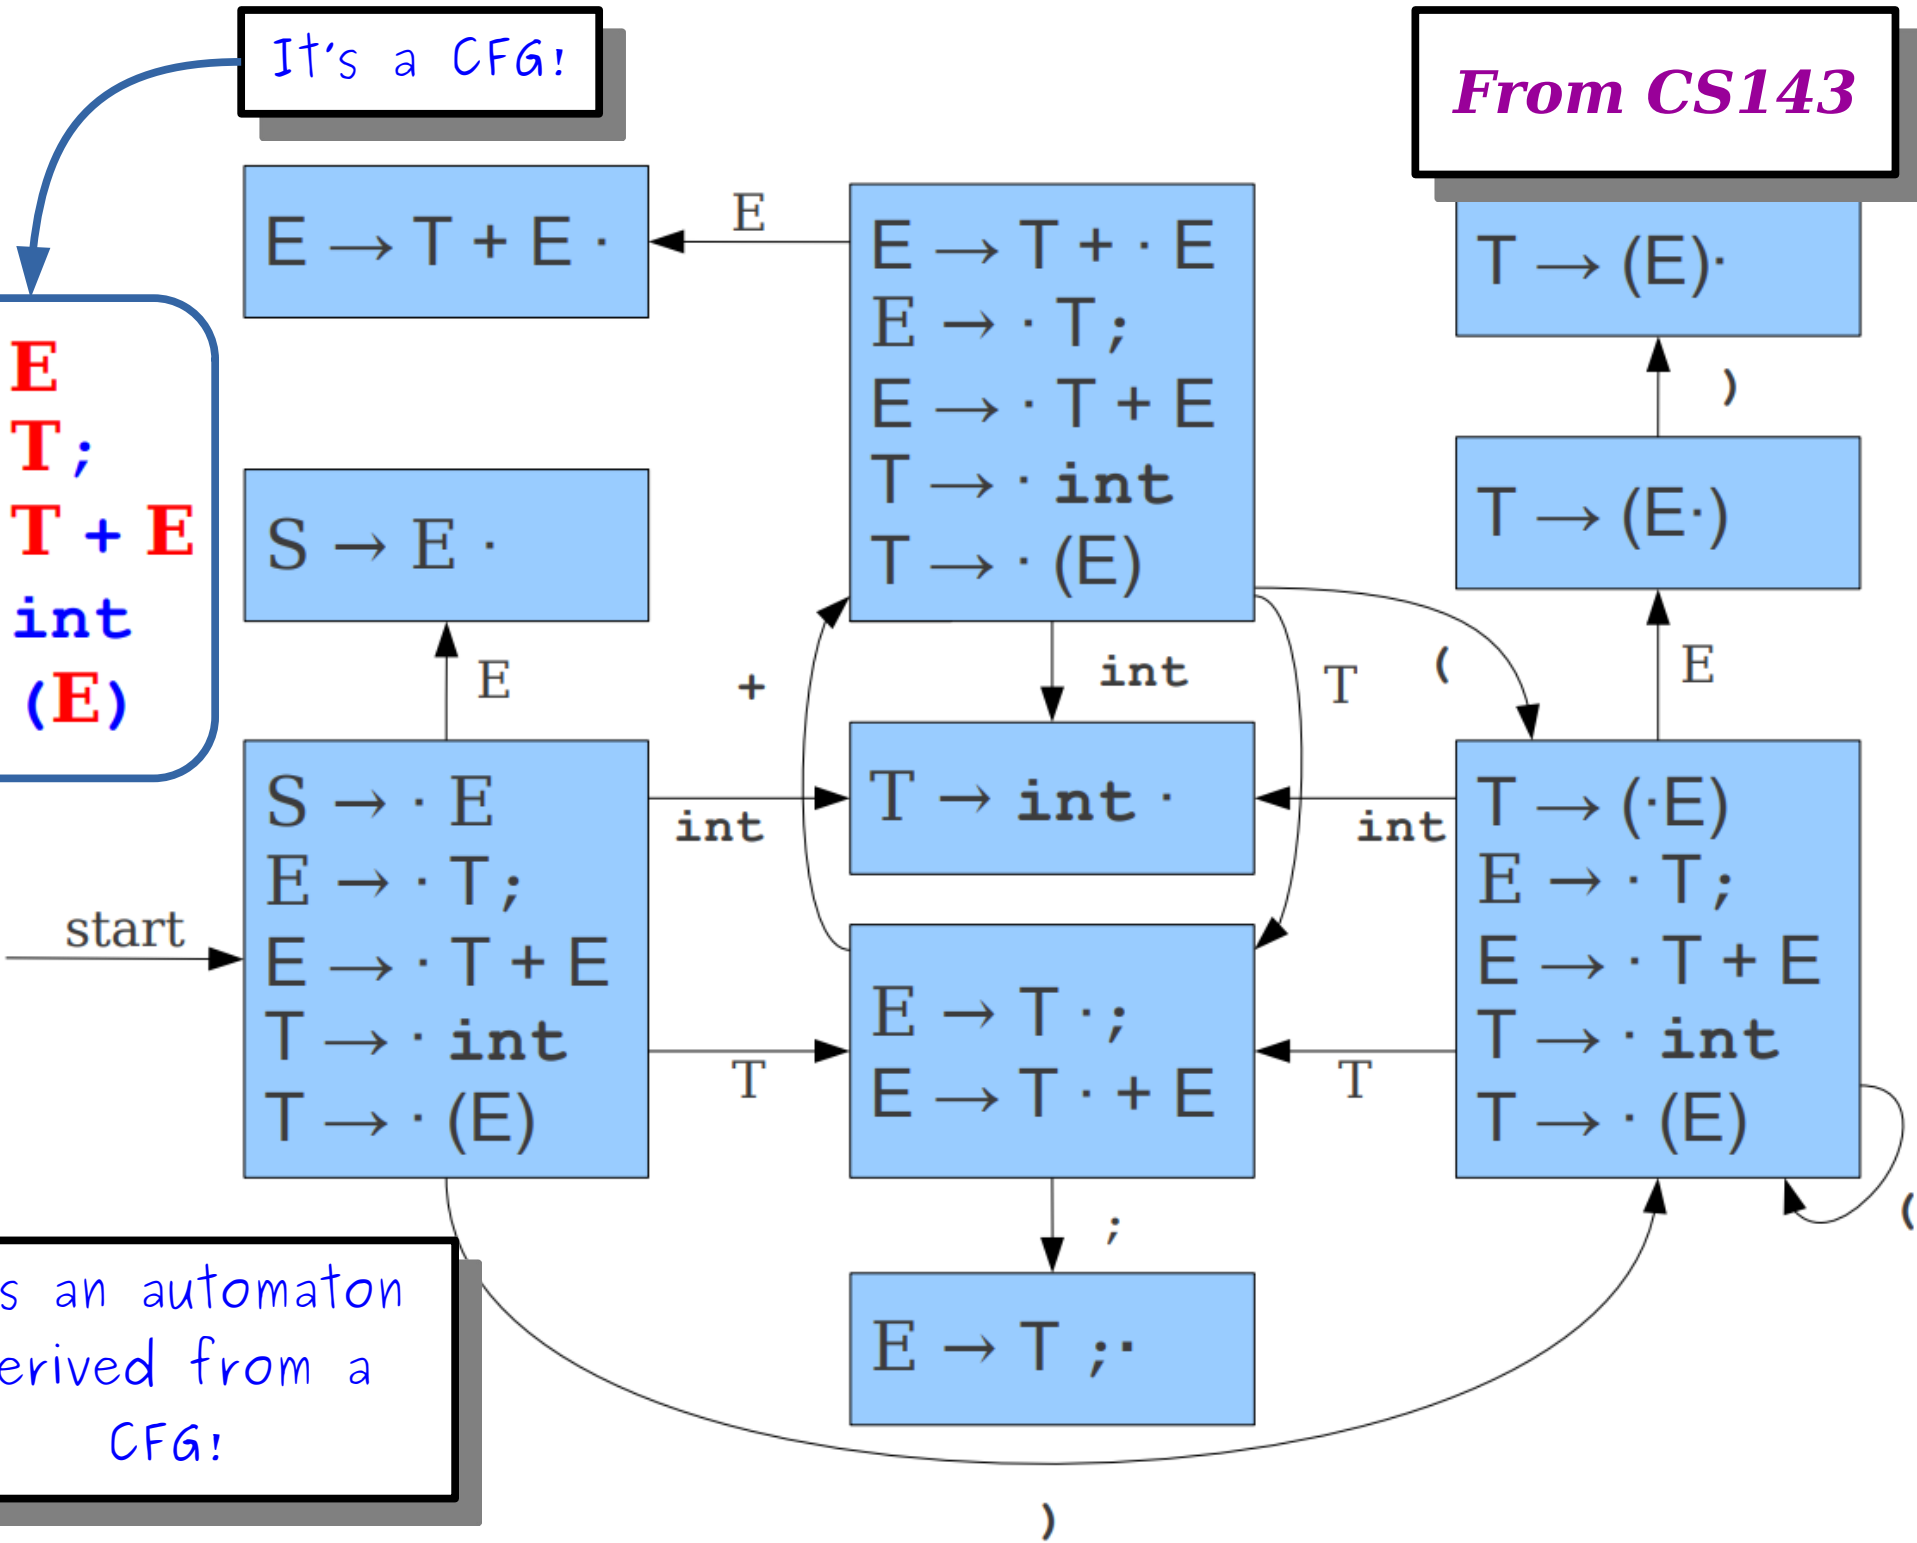 It's a CFG!
From CS143
E → T + E ·
E
E → T + · E
E → · T ;
E → · T + E
T → · int
T → · (E)
T → (E)·
)
T → (E·)
E
E
T ;
T + E
int
(E)
S → E ·
E
+
int
T
(
S → · E
E → · T ;
E → · T + E
T → · int
T → · (E)
start
int
T → int ·
int
T
E → T · ;
E → T · + E
T
T → (·E)
E → · T ;
E → · T + E
T → · int
T → · (E)
(
;
E → T ; ·
)
s an automaton
erived from a
CFG!